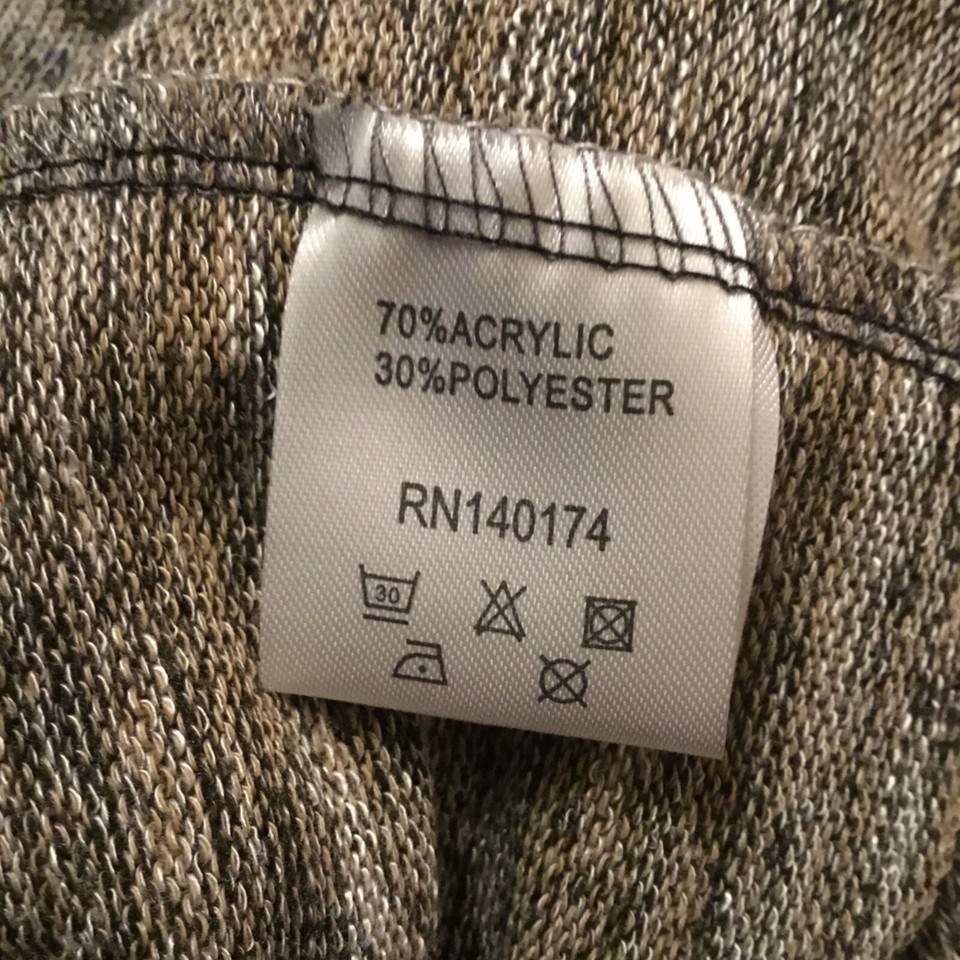 70%ACRYLIC
30%POLYESTER
RN140174
30